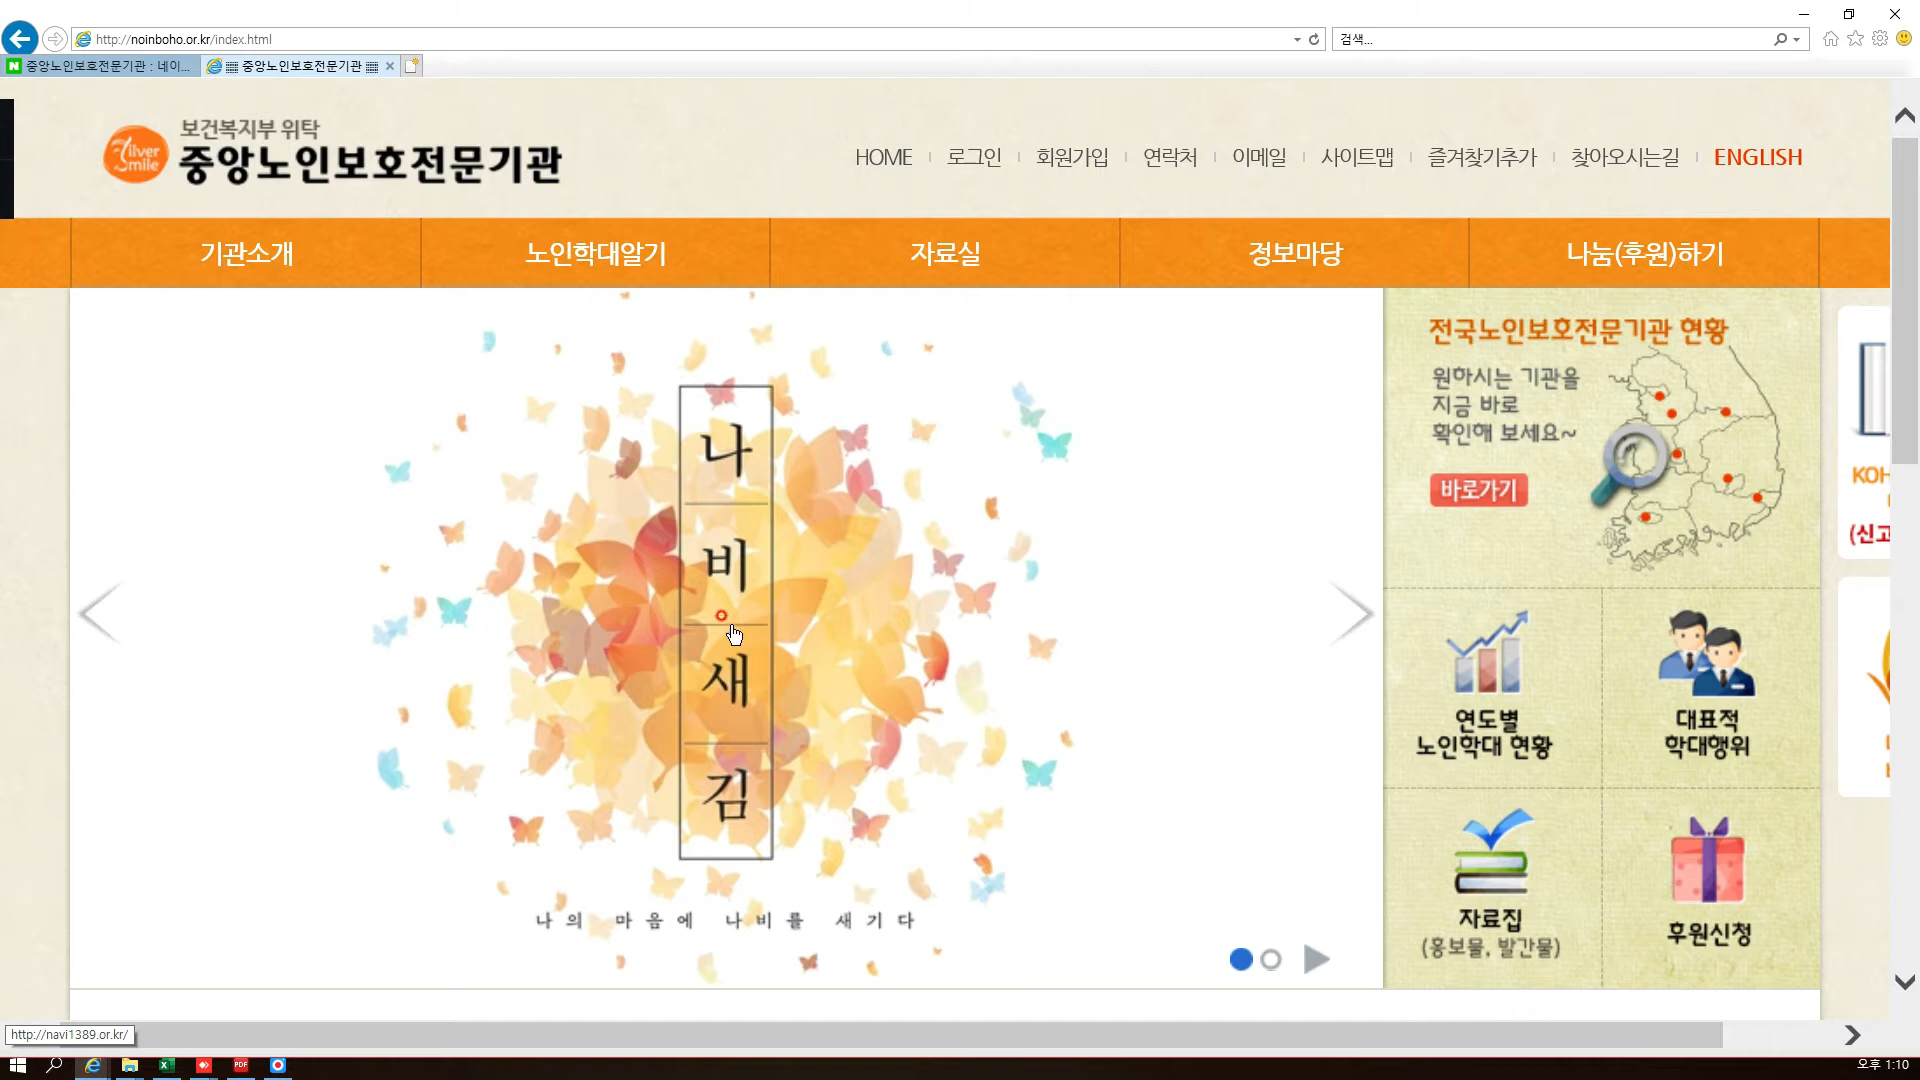 http://noinboho.or.kr/index.html
검색...
중앙노인보호전문기관 : 네이...
중앙노인보호전문기관
보건복지부 위탁
Silver Smile
중앙노인보호전문기관
HOME
로그인
회원가입
연락처
이메일
사이트맵
즐겨찾기추가
찾아오시는길
ENGLISH
기관소개
노인학대알기
자료실
정보마당
나눔(후원)하기
나
비
새
김
나의 마음에 나비를 새기다
전국노인보호전문기관 현황
원하시는 기관을
지금 바로
확인해 보세요~
바로가기
연도별
노인학대 현황
대표적
학대행위
자료집
(홍보물, 발간물)
후원신청
KOH
(신고
http://navi1389.or.kr/
PDF
오후 1:10